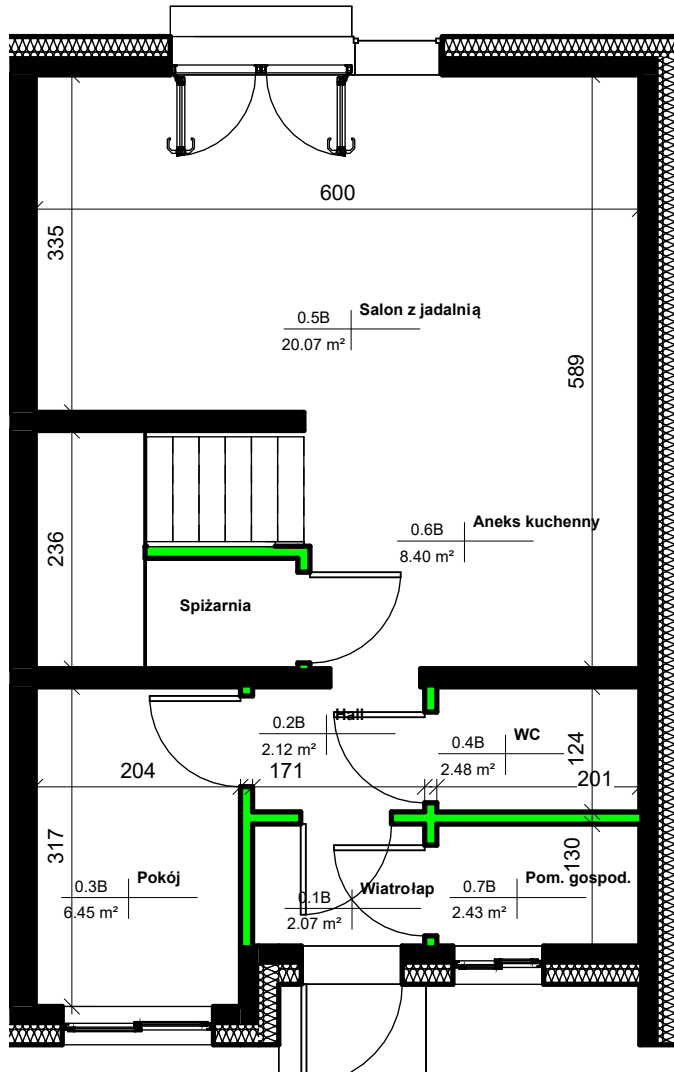 600
335
0.5B
Salon z jadalnią
20.07 m²
589
236
0.6B
Aneks kuchenny
8.40 m²
Spiżarnia
0.2B
Hall
2.12 m²
0.4B
WC
2.48 m²
124
204
171
201
317
130
0.3B
Pokój
6.45 m²
0.1B
Wiatrołap
2.07 m²
0.7B
Pom. gospod.
2.43 m²